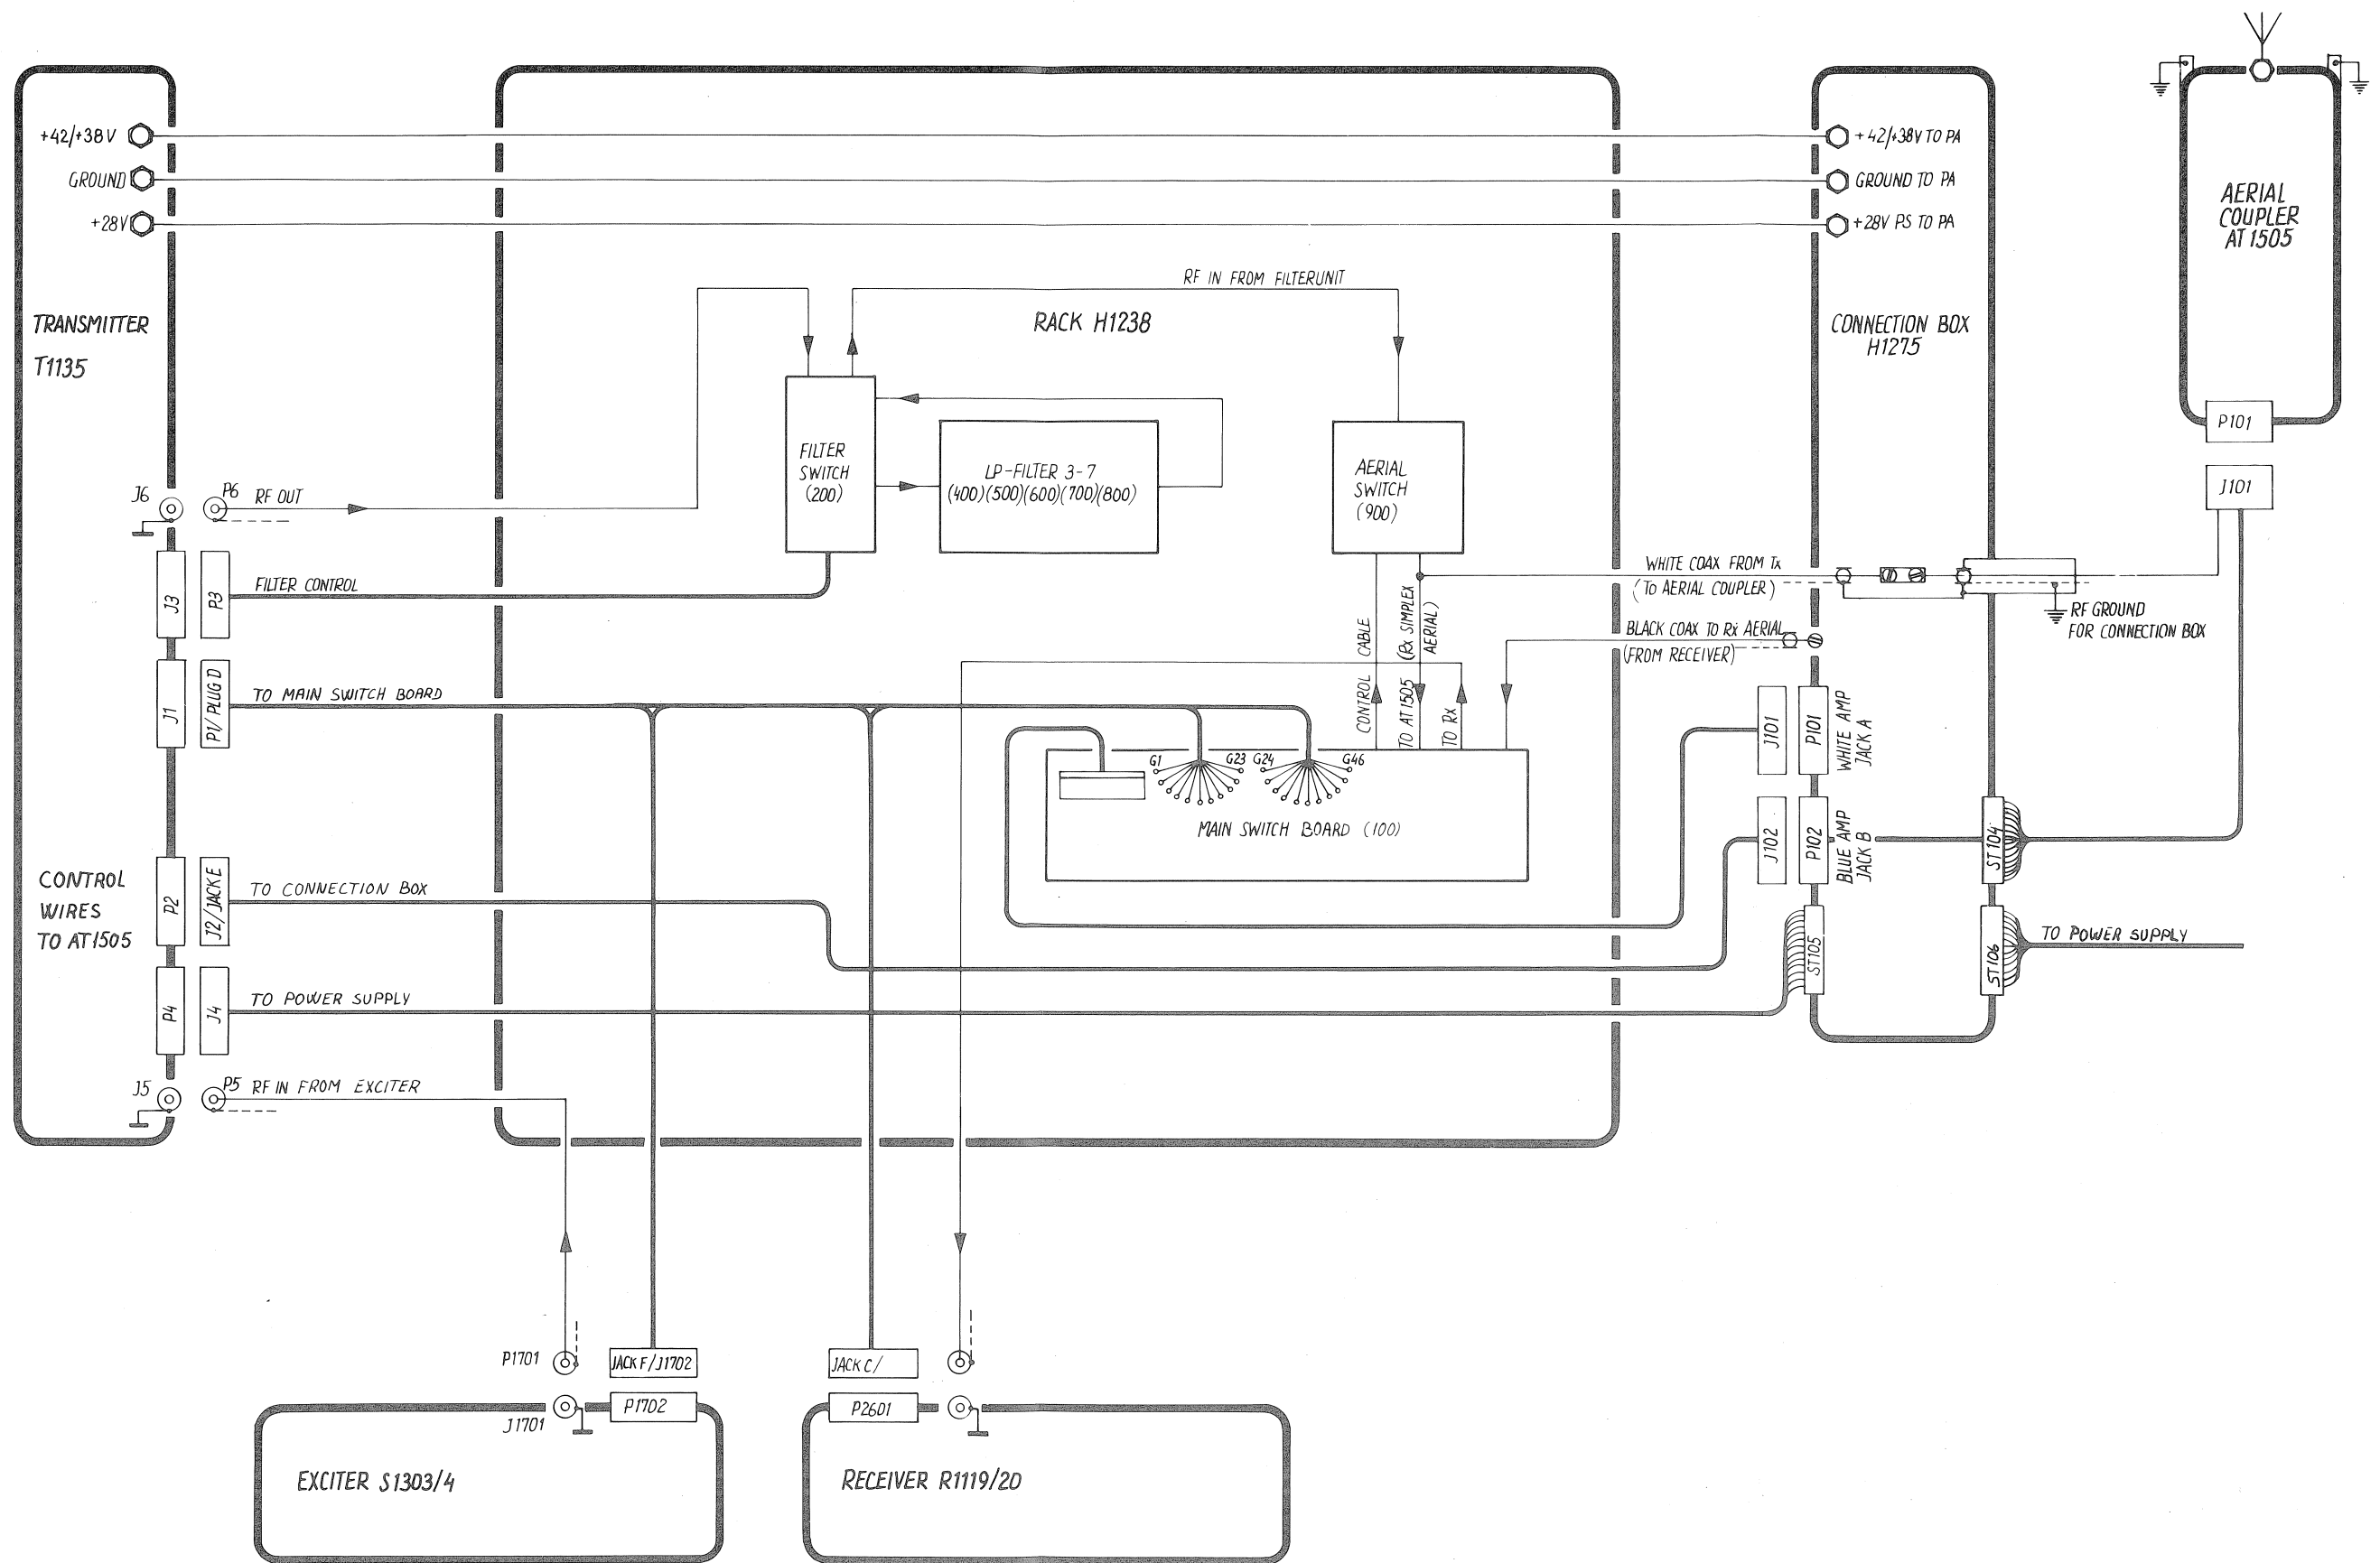 +42/+38V
GROUND
+28V
TRANSMITTER
T1135
J6
P6
RF OUT
J3
P3
FILTER CONTROL
J1
P1/PLUG D
TO MAIN SWITCH BOARD
CONTROL
WIRES
TO AT1505
P2
J2/JACK E
TO CONNECTION BOX
P4
J4
TO POWER SUPPLY
J5
P5
RF IN FROM EXCITER
RF IN FROM FILTERUNIT
RACK H1238
FILTER
SWITCH
(200)
LP-FILTER 3-7
(400)(500)(600)(700)(800)
AERIAL
SWITCH
(900)
CONTROL CABLE
TO AT1505 (Rx SIMPLEX
AERIAL)
TO Rx
G1
G23
G24
G46
MAIN SWITCH BOARD (100)
+42/+38V TO PA
GROUND TO PA
+28V PS TO PA
CONNECTION BOX
H1275
WHITE COAX FROM Tx
(TO AERIAL COUPLER)
BLACK COAX TO Rx AERIAL
(FROM RECEIVER)
RF GROUND
FOR CONNECTION BOX
J101
P101
WHITE AMP
JACK A
J102
P102
BLUE AMP
JACK B
ST104
ST105
ST106
TO POWER SUPPLY
AERIAL
COUPLER
AT1505
P101
J101
P1701
JACK F/J1702
JACK C/
J1701
P1702
P2601
EXCITER S1303/4
RECEIVER R1119/20